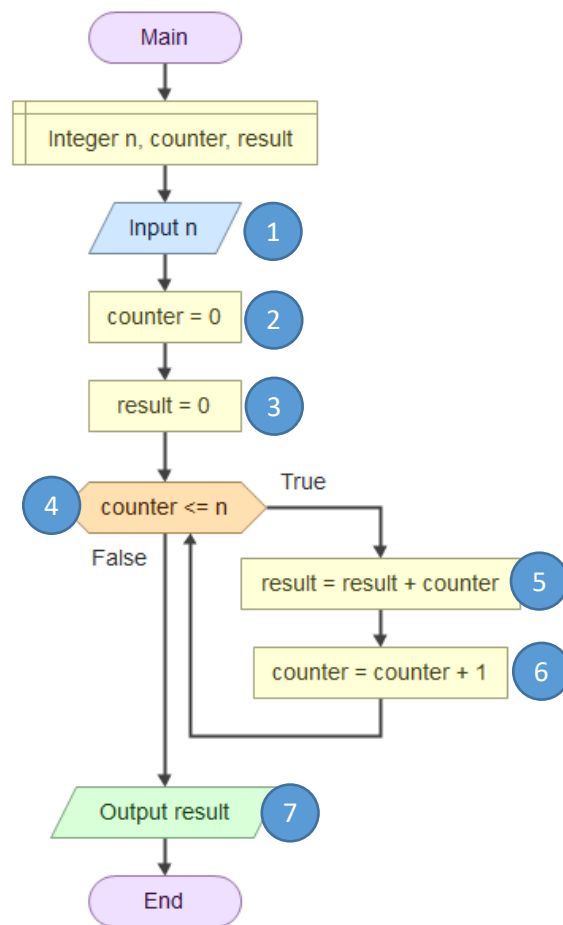 Main
Integer n, counter, result
Input n
1
counter = 0
2
result = 0
3
4
counter <= n
True
False
result = result + counter
5
counter = counter + 1
6
Output result
7
End